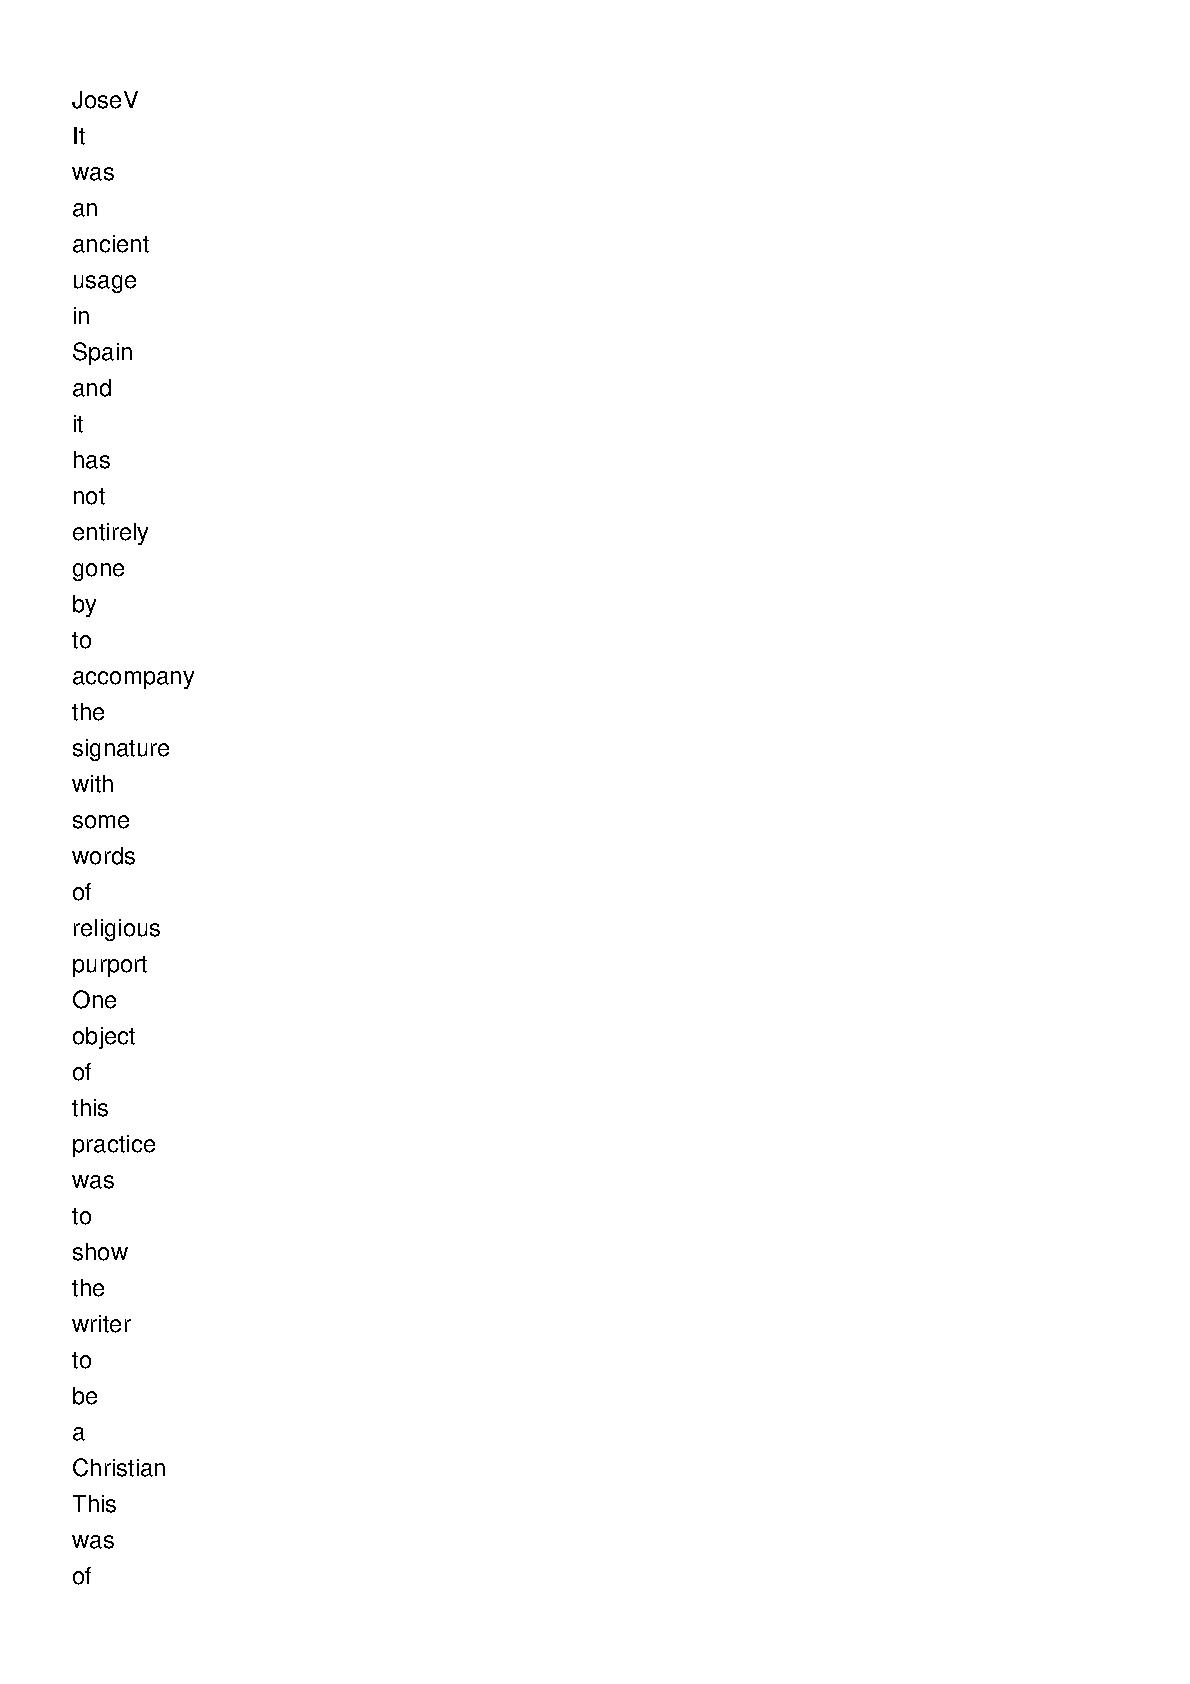 JoseV
It
was
an
ancient
usage
in
Spain
and
it
has
not
entirely
gone
by
to
accompany
the
signature
with
some
words
of
religious
purport
One
object
of
this
practice
was
to
show
the
writer
to
be
a
Christian
This
was
of